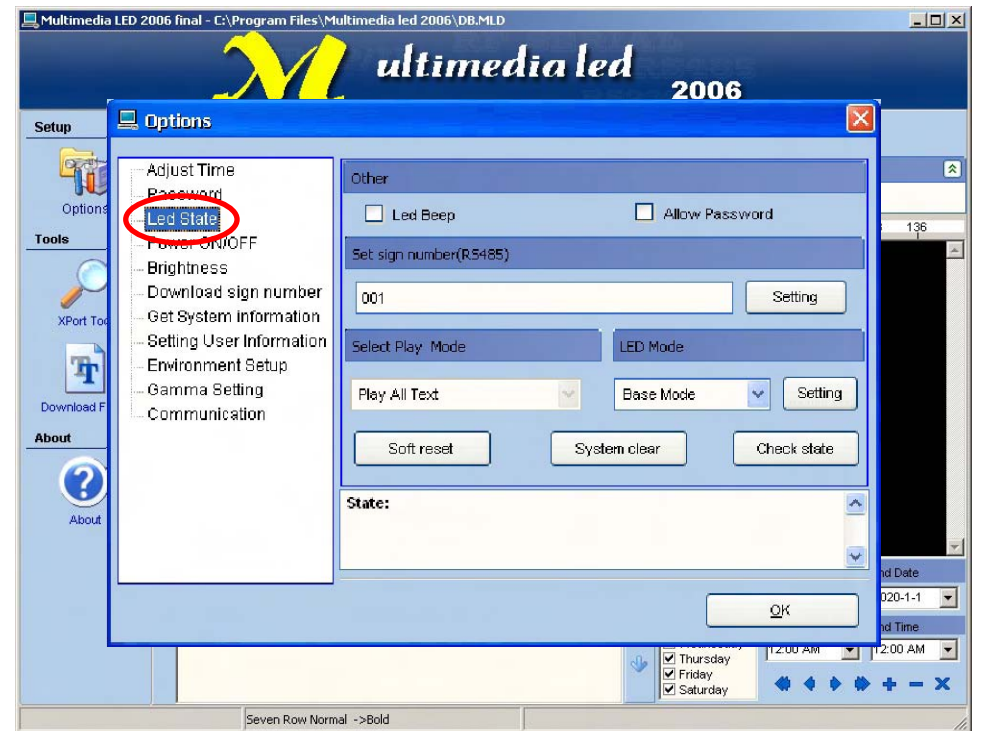 Multimedia LED 2006 final - C:\Program Files\Multimedia led 2006\DB.MLD
Multimedia led
2006
Setup
Options
Tools
XPort Too
Download F
About
About
Options
Adjust Time
Password
Led State
Power ON/OFF
Brightness
Download sign number
Get System information
Setting User Information
Environment Setup
Gamma Setting
Communication
Other
Led Beep
Allow Password
Set sign number(RS485)
001
Setting
Select Play Mode
LED Mode
Play All Text
Base Mode
Setting
Soft reset
System clear
Check state
State:
OK
136
nd Date
020-1-1
nd Time
12:00 AM
12:00 AM
Wednesday
Thursday
Friday
Saturday
Seven Row Normal ->Bold